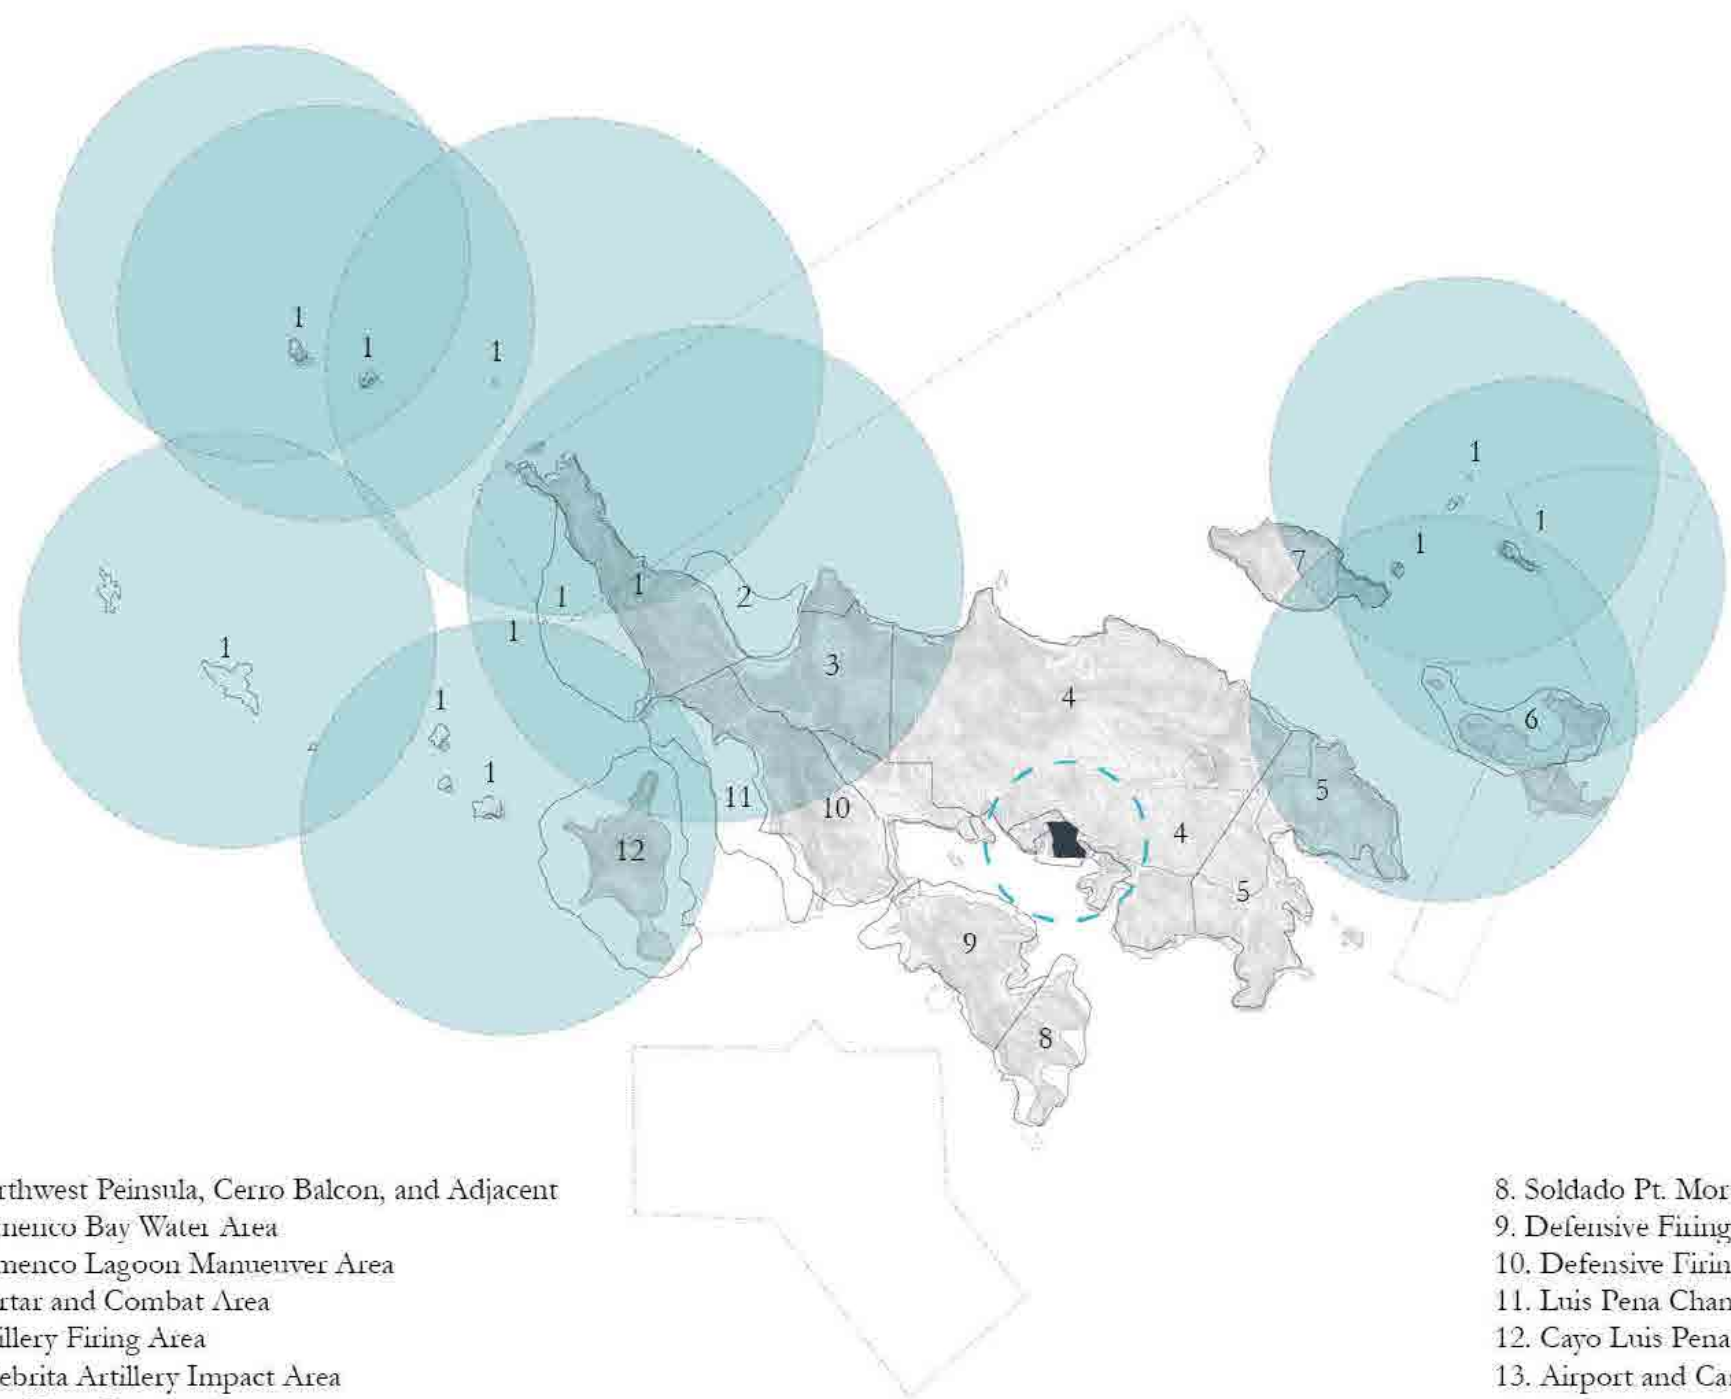 1
1
1
1
1
7
1
1
1
1
2
1
1
3
4
1
6
1
5
11
10
4
12
5
9
8
rthwest Peinsula, Cerro Balcon, and Adjacent
menco Bay Water Area
menco Lagoon Manueuver Area
rtar and Combat Area
illery Firing Area
ebrita Artillery Impact Area
8. Soldado Pt. Mor
9. Defensive Firing
10. Defensive Firin
11. Luis Pena Chan
12. Cayo Luis Pena
13. Airport and Ca